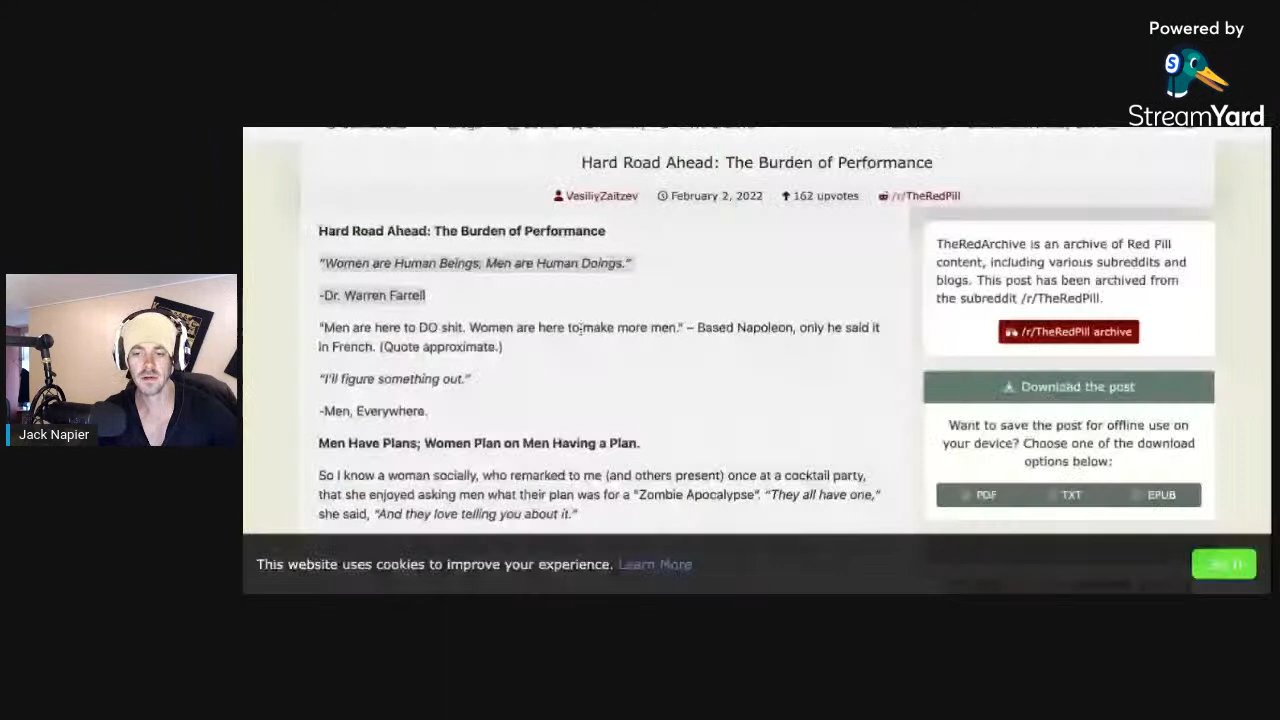 Powered by
StreamYard
Hard Road Ahead: The Burden of Performance
VasiliyZaitzev February 2, 2022 162 upvotes /r/TheRedPill
Hard Road Ahead: The Burden of Performance
"Women are Human Beings; Men are Human Doings."
-Dr. Warren Farrell
"Men are here to DO shit. Women are here to make more men." – Based Napoleon, only he said it
in French. (Quote approximate.)
"I'll figure something out."
-Men, Everywhere.
Men Have Plans; Women Plan on Men Having a Plan.
So I know a woman socially, who remarked to me (and others present) once at a cocktail party,
that she enjoyed asking men what their plan was for a "Zombie Apocalypse". "They all have one,"
she said, "And they love telling you about it."
TheRedArchive is an archive of Red Pill
content, including various subreddits and
blogs. This post has been archived from
the subreddit /r/TheRedPill.
/r/TheRedPill archive
Download the post
Want to save the post for offline use on
your device? Choose one of the download
options below:
PDF TXT EPUB
This website uses cookies to improve your experience. Learn More
Jack Napier